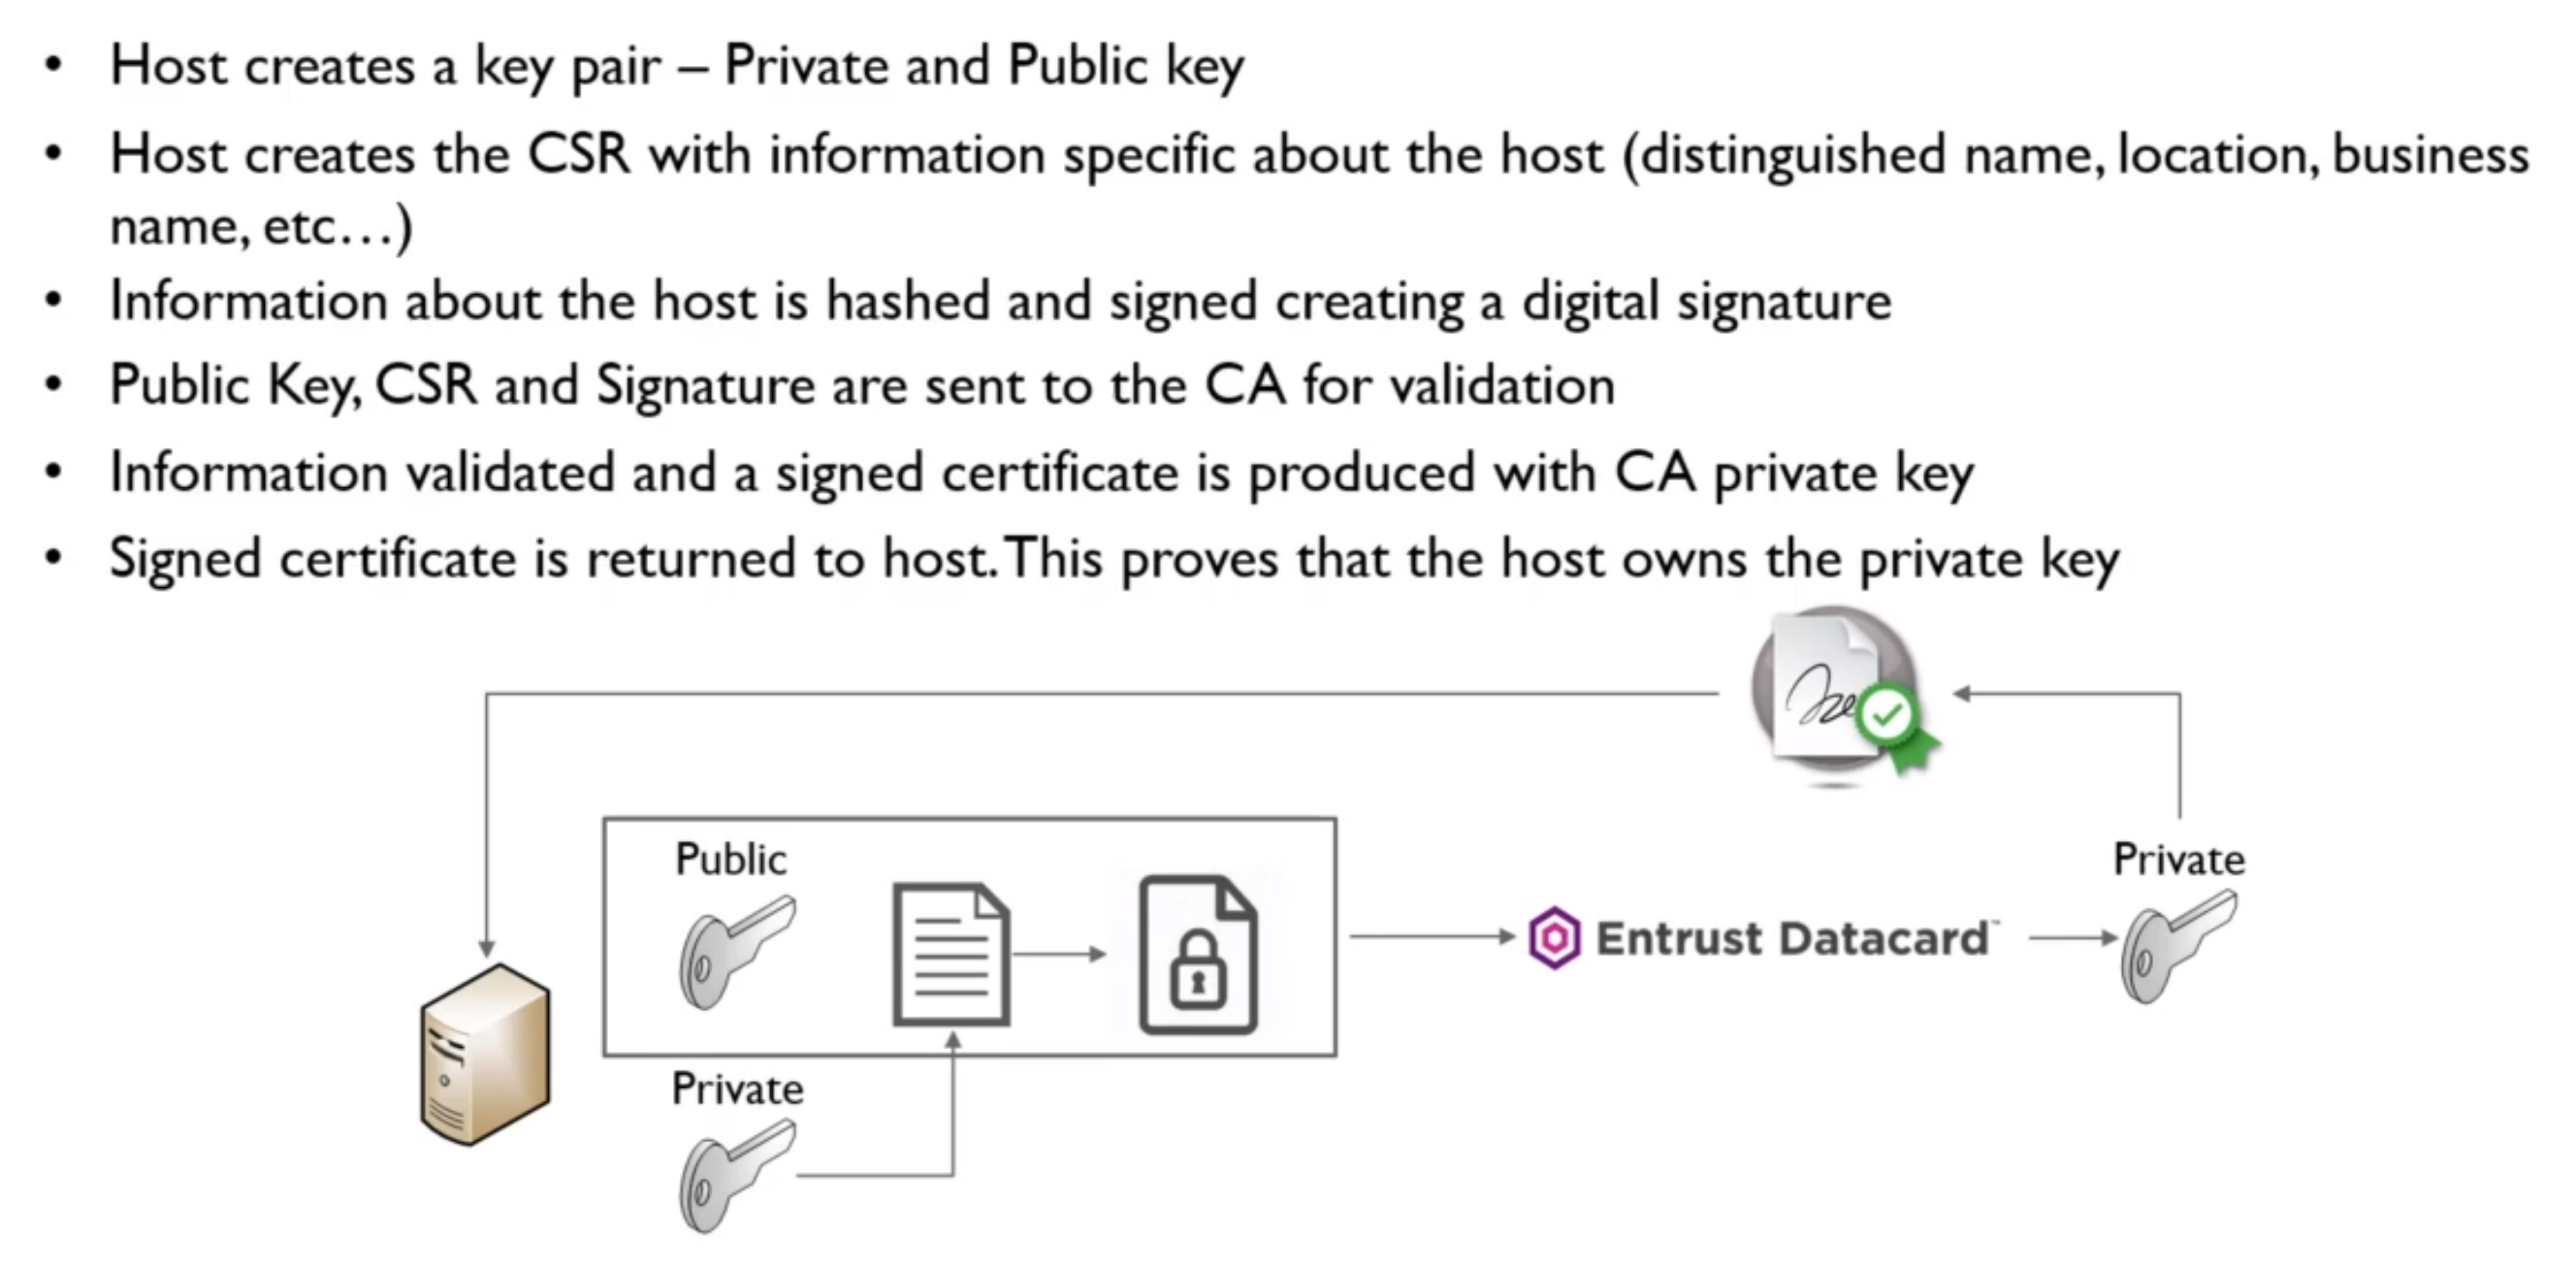 • Host creates a key pair – Private and Public key
• Host creates the CSR with information specific about the host (distinguished name, location, business
name, etc…)
• Information about the host is hashed and signed creating a digital signature
• Public Key, CSR and Signature are sent to the CA for validation
• Information validated and a signed certificate is produced with CA private key
• Signed certificate is returned to host. This proves that the host owns the private key
Public
Private
Entrust Datacard™
Private